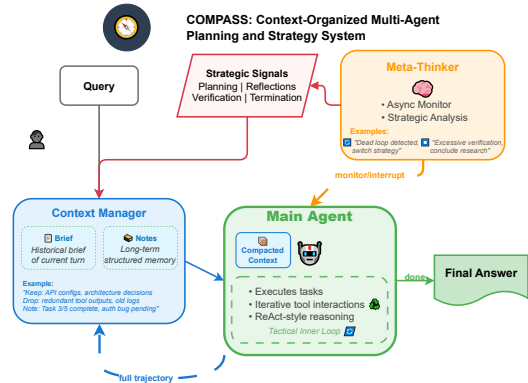 COMPASS: Context-Organized Multi-Agent
Planning and Strategy System
Query
Strategic Signals
Planning | Reflections
Verification | Termination
Meta-Thinker
• Async Monitor
• Strategic Analysis
Examples:
"Dead loop detected,
switch strategy"
"Excessive verification,
conclude research"
monitor/interrupt
Context Manager
Brief
Historical brief
of current turn
Notes
Long-term
structured memory
Example:
"Keep: API configs, architecture decisions
Drop: redundant tool outputs, old logs
Note: Task 3/5 complete, auth bug pending"
Main Agent
Compacted
Context
• Executes tasks
• Iterative tool interactions
• ReAct-style reasoning
Tactical Inner Loop
done
Final Answer
full trajectory